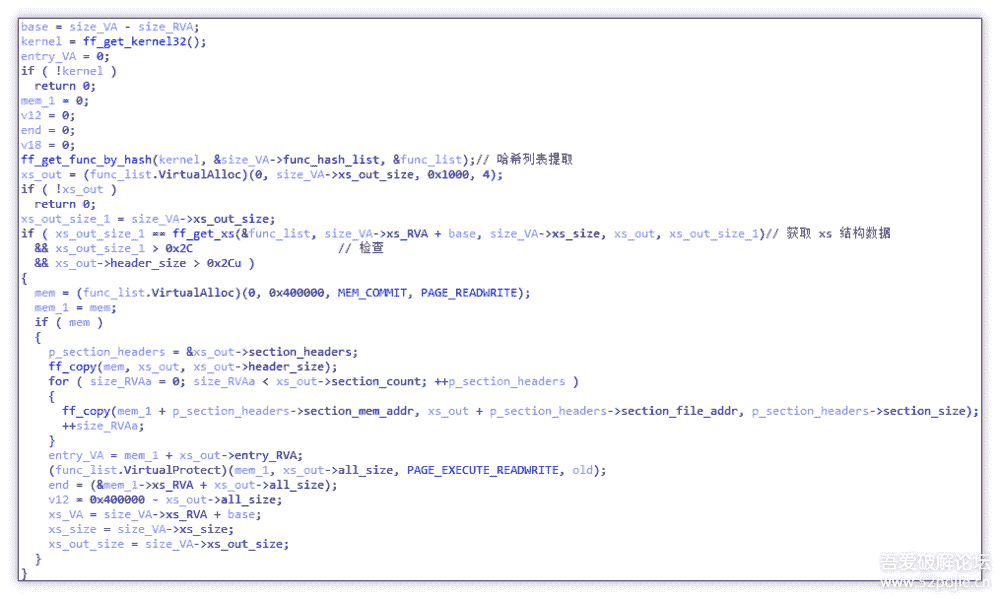 base = size_VA - size_RVA;
kernel = ff_get_kernel32();
entry_VA = 0;
if ( !kernel )
  return 0;
mem_1 = 0;
v12 = 0;
end = 0;
v18 = 0;
ff_get_func_by_hash(kernel, &size_VA->func_hash_list, &func_list);// 哈希列表提取
xs_out = (func_list.VirtualAlloc)(0, size_VA->xs_out_size, 0x1000, 4);
if ( !xs_out )
  return 0;
xs_out_size_1 = size_VA->xs_out_size;
if ( xs_out_size_1 == ff_get_xs(&func_list, size_VA->xs_RVA + base, size_VA->xs_size, xs_out, xs_out_size_1)// 获取 xs 结构数据
  && xs_out_size_1 > 0x2C // 检查
  && xs_out->header_size > 0x2Cu )
{
  mem = (func_list.VirtualAlloc)(0, 0x400000, MEM_COMMIT, PAGE_READWRITE);
  mem_1 = mem;
  if ( mem )
  {
    p_section_headers = &xs_out->section_headers;
    ff_copy(mem, xs_out, xs_out->header_size);
    for ( size_RVAa = 0; size_RVAa < xs_out->section_count; ++p_section_headers )
    {
      ff_copy(mem_1 + p_section_headers->section_mem_addr, xs_out + p_section_headers->section_file_addr, p_section_headers->section_size);
      ++size_RVAa;
    }
    entry_VA = mem_1 + xs_out->entry_RVA;
    (func_list.VirtualProtect)(mem_1, xs_out->all_size, PAGE_EXECUTE_READWRITE, old);
    end = (&mem_1->xs_RVA + xs_out->all_size);
    v12 = 0x400000 - xs_out->all_size;
    xs_VA = size_VA->xs_RVA + base;
    xs_size = size_VA->xs_size;
    xs_out_size = size_VA->xs_out_size;
  }
}
吾爱破解论坛
www.52pojie.cn